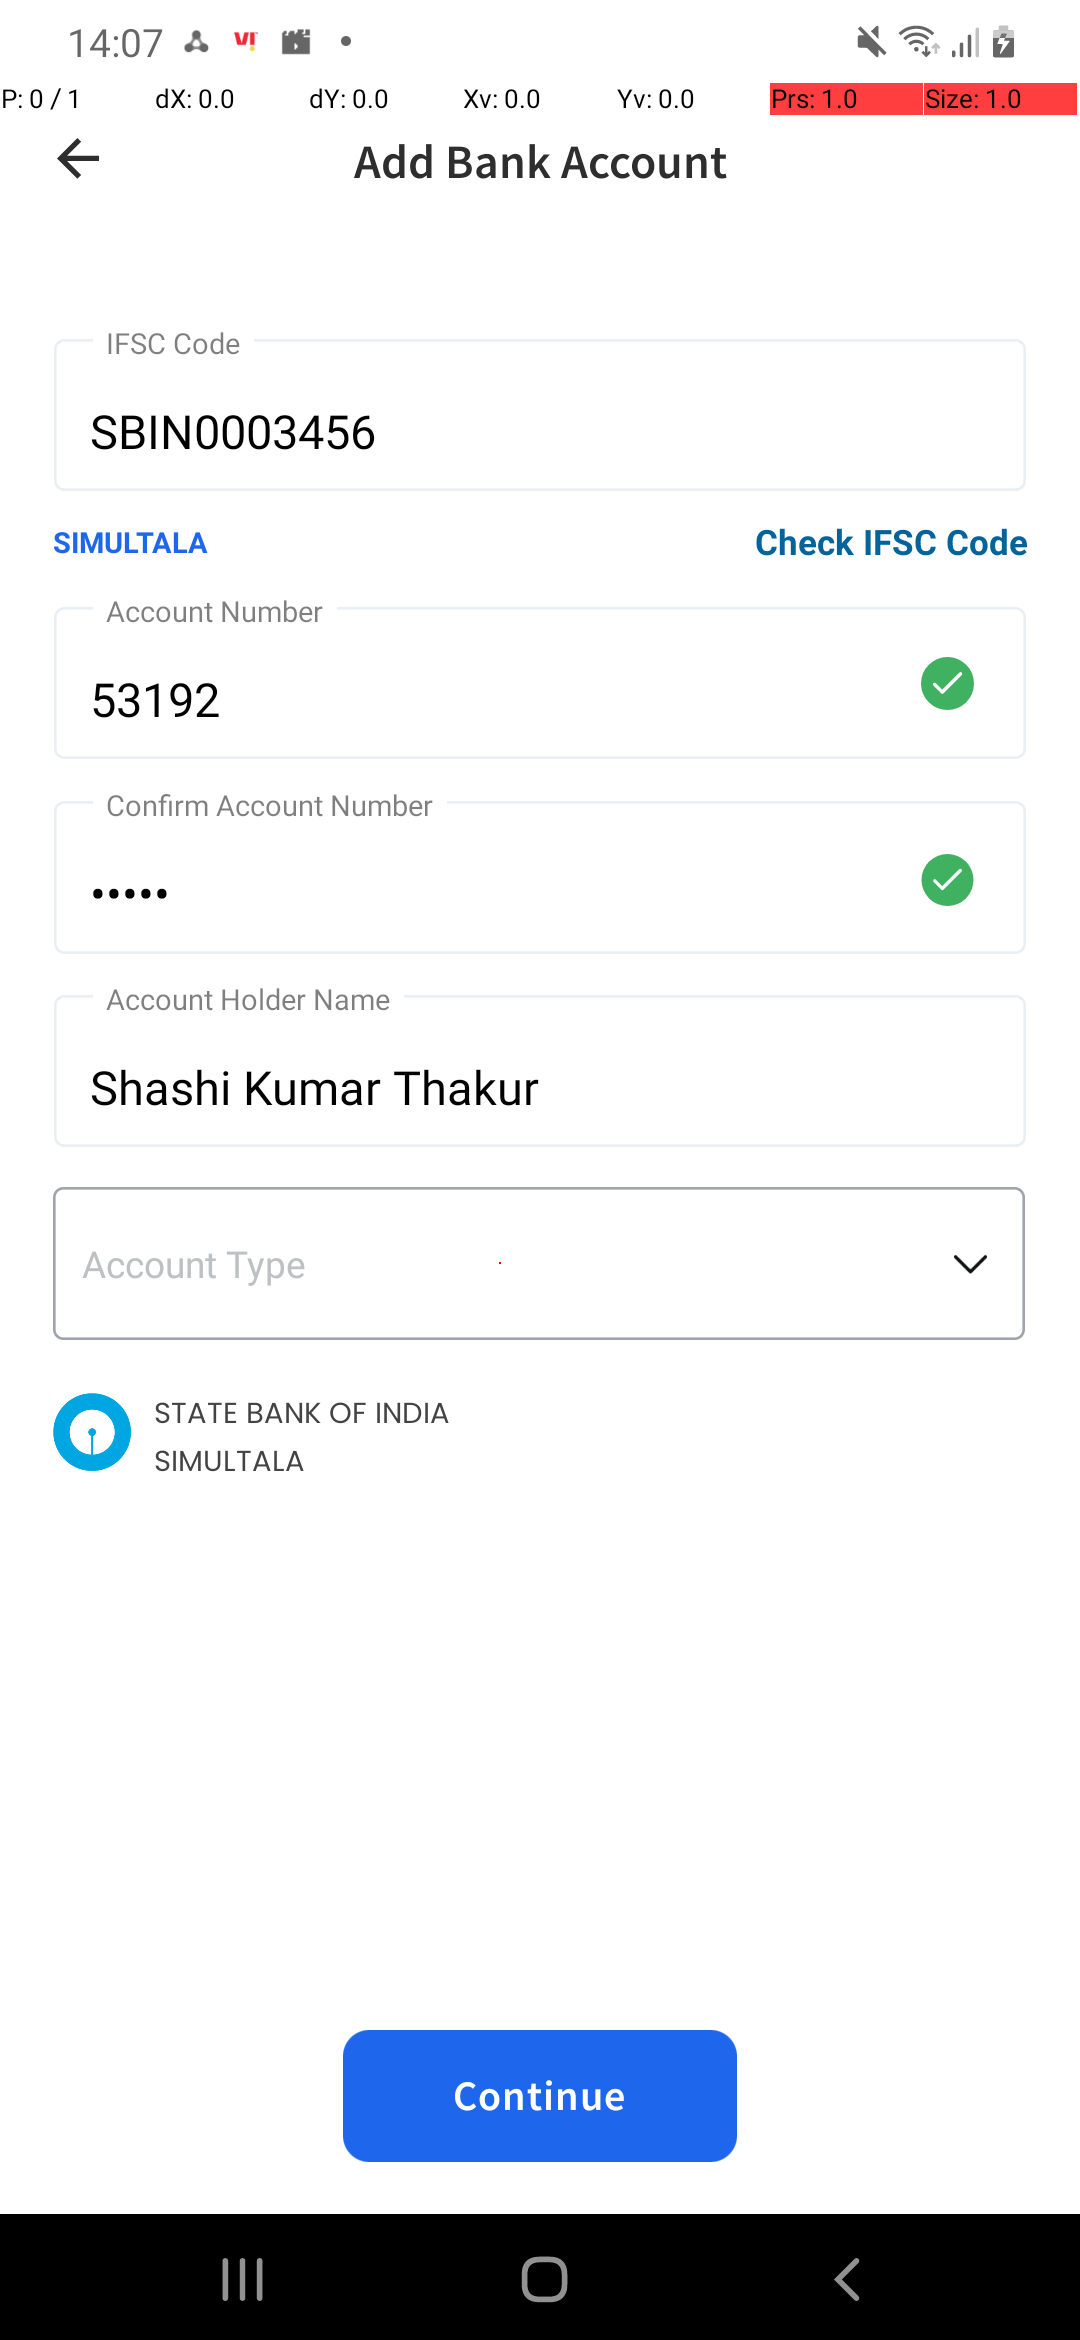 14:07
P: 0 / 1 dX: 0.0 dY: 0.0 Xv: 0.0 Yv: 0.0 Prs: 1.0 Size: 1.0
Add Bank Account
IFSC Code
SBIN0003456
SIMULTALA Check IFSC Code
Account Number
53192
Confirm Account Number
•••••
Account Holder Name
Shashi Kumar Thakur
Account Type
STATE BANK OF INDIA
SIMULTALA
Continue